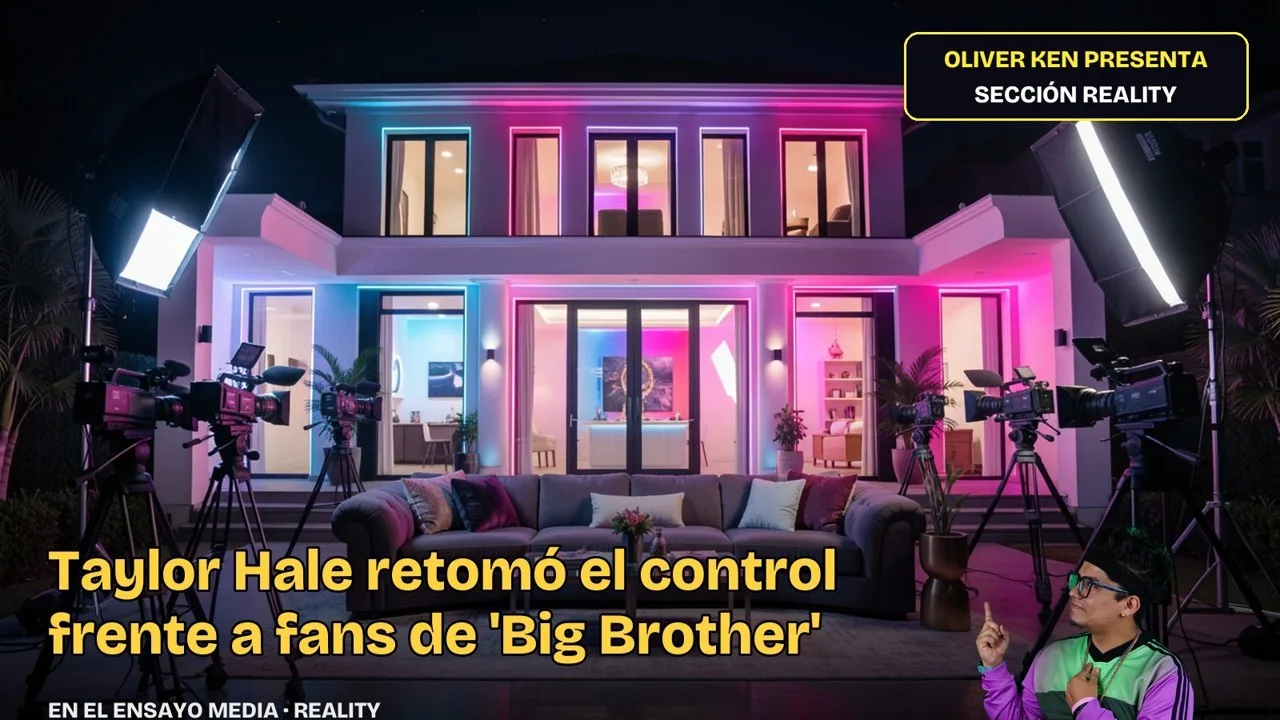 OLIVER KEN PRESENTA
SECCIÓN REALITY
Taylor Hale retomó el control
frente a fans de 'Big Brother'
EN EL ENSAYO MEDIA · REALITY